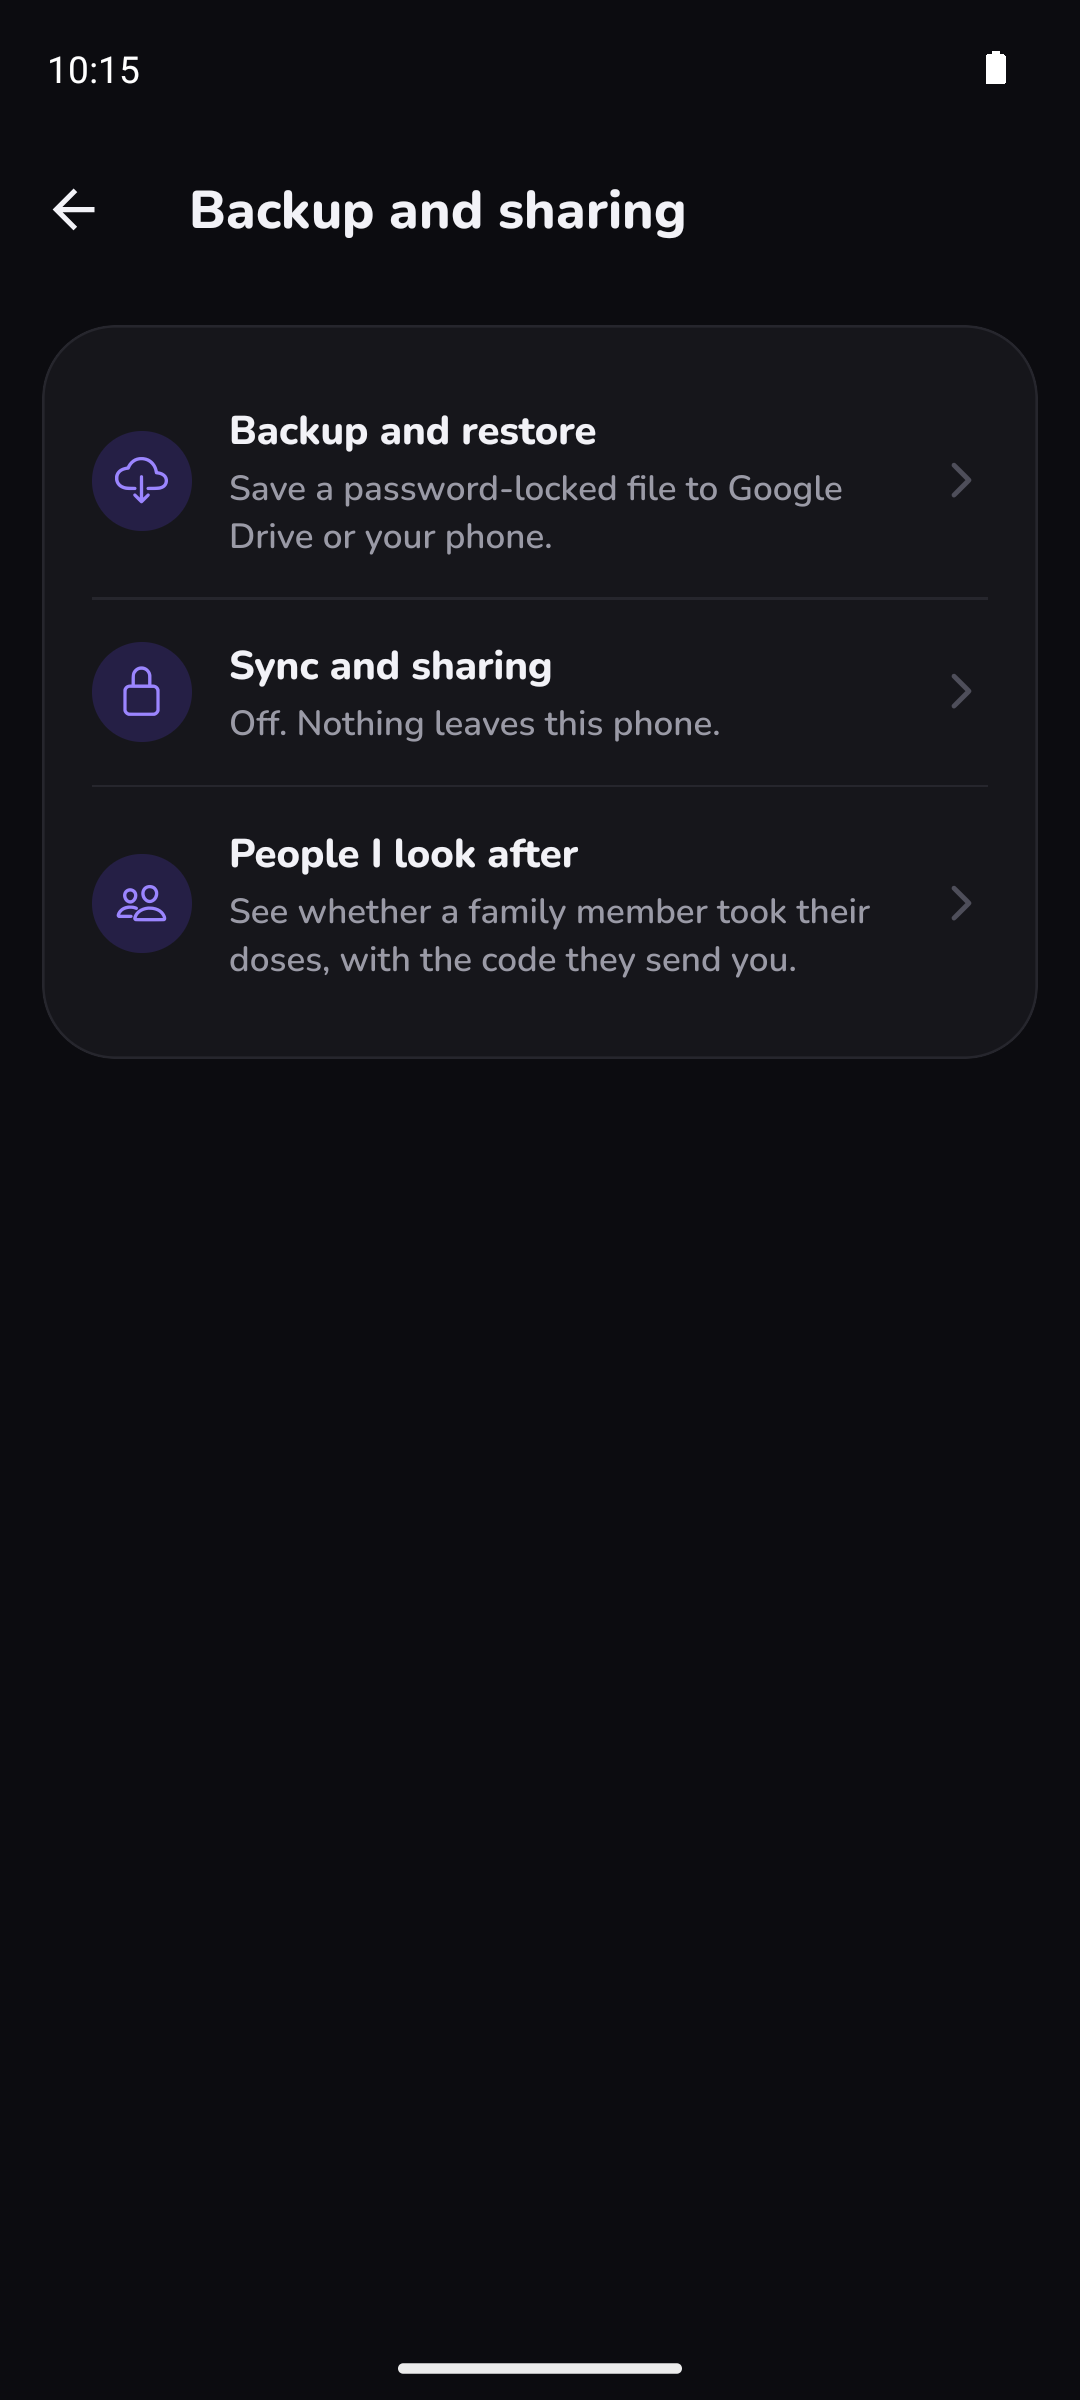 10:15
Backup and sharing
Backup and restore
Save a password-locked file to Google
Drive or your phone.
Sync and sharing
Off. Nothing leaves this phone.
People I look after
See whether a family member took their
doses, with the code they send you.